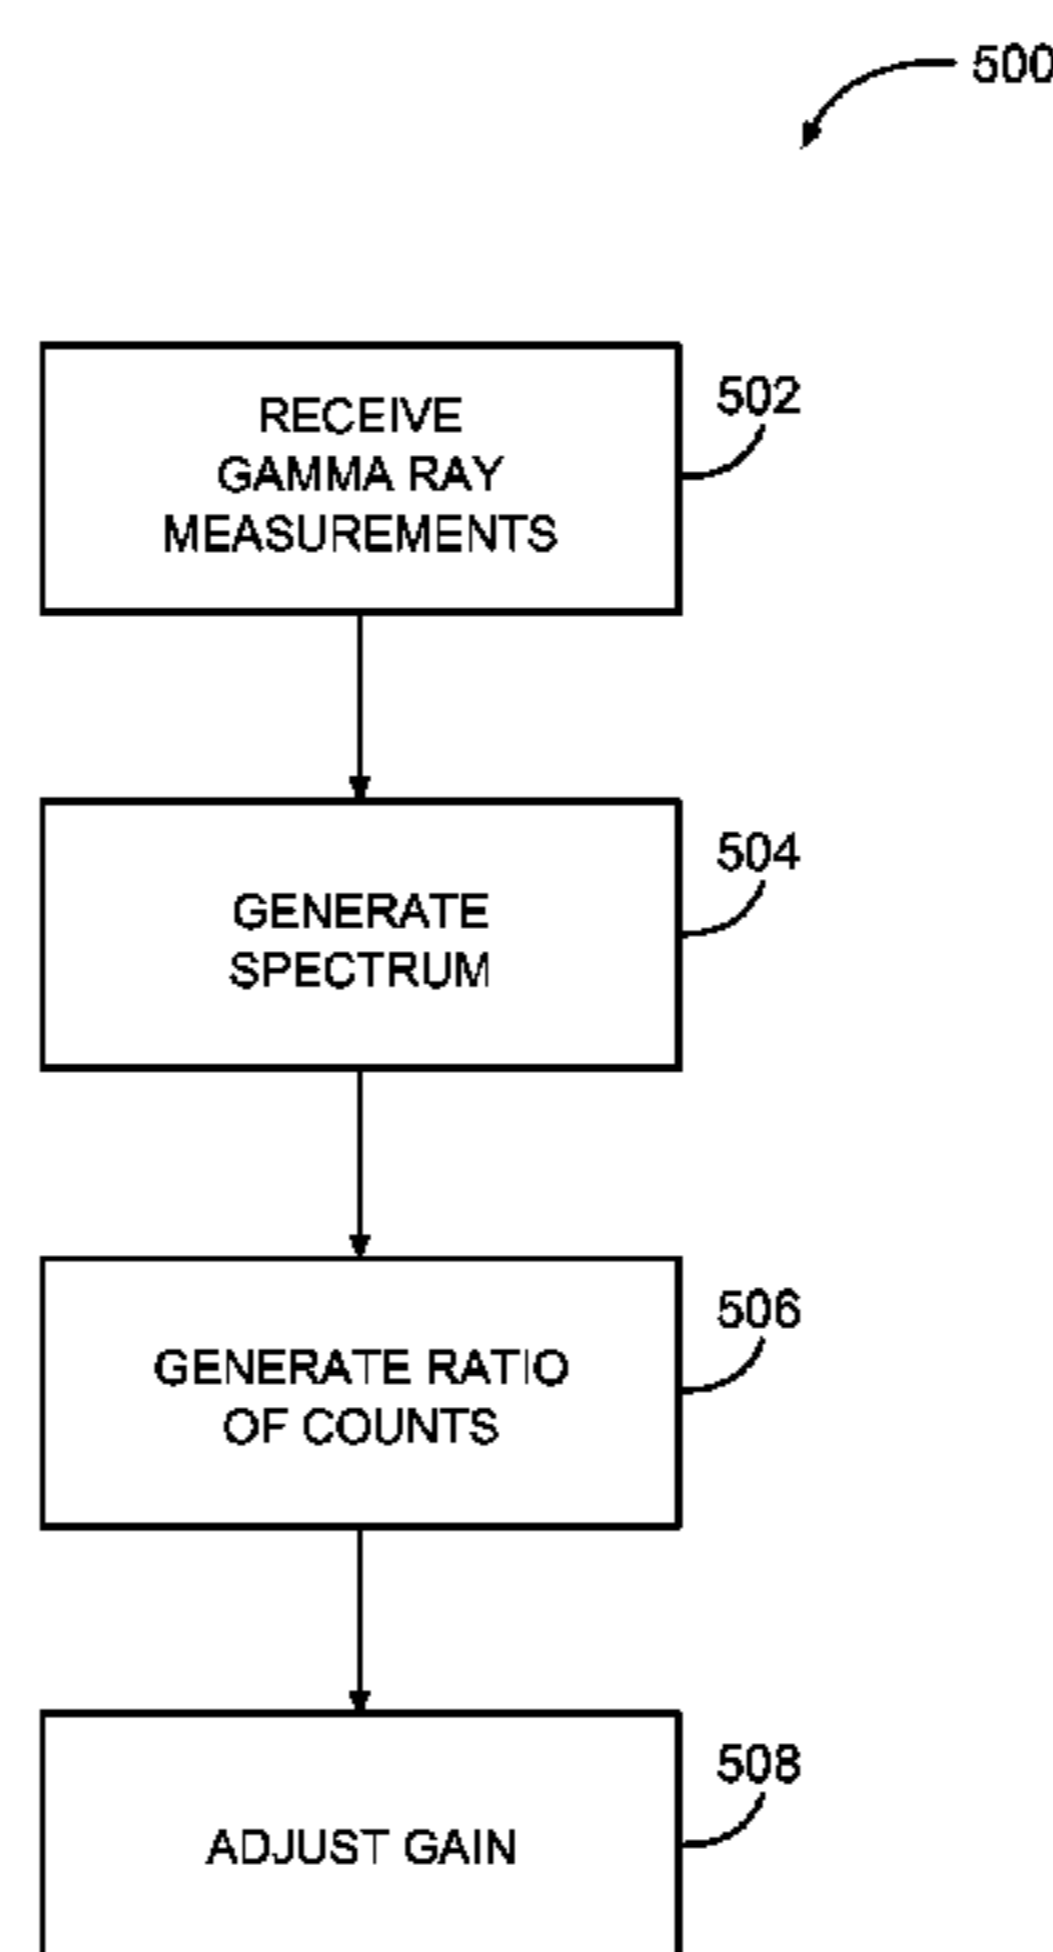 500
RECEIVE
GAMMA RAY
MEASUREMENTS
502
GENERATE
SPECTRUM
504
GENERATE RATIO
OF COUNTS
506
ADJUST GAIN
508